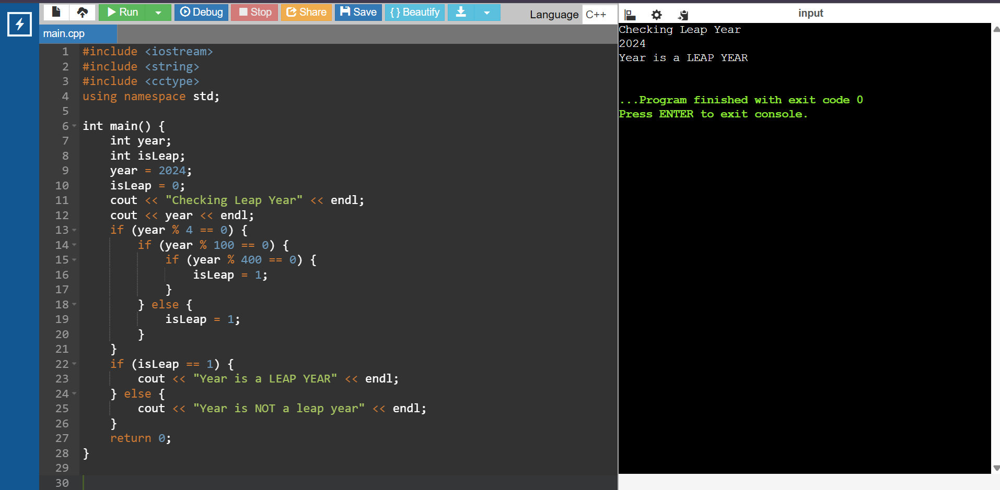 Run
Debug
Stop
Share
Save
{ } Beautify
Language C++
input
main.cpp
1 #include <iostream>
2 #include <string>
3 #include <cctype>
4 using namespace std;
5
6 int main() {
7     int year;
8     int isLeap;
9     year = 2024;
10     isLeap = 0;
11     cout << "Checking Leap Year" << endl;
12     cout << year << endl;
13     if (year % 4 == 0) {
14         if (year % 100 == 0) {
15             if (year % 400 == 0) {
16                 isLeap = 1;
17             }
18         } else {
19             isLeap = 1;
20         }
21     }
22     if (isLeap == 1) {
23         cout << "Year is a LEAP YEAR" << endl;
24     } else {
25         cout << "Year is NOT a leap year" << endl;
26     }
27     return 0;
28 }
29
30
Checking Leap Year
2024
Year is a LEAP YEAR
...Program finished with exit code 0
Press ENTER to exit console.